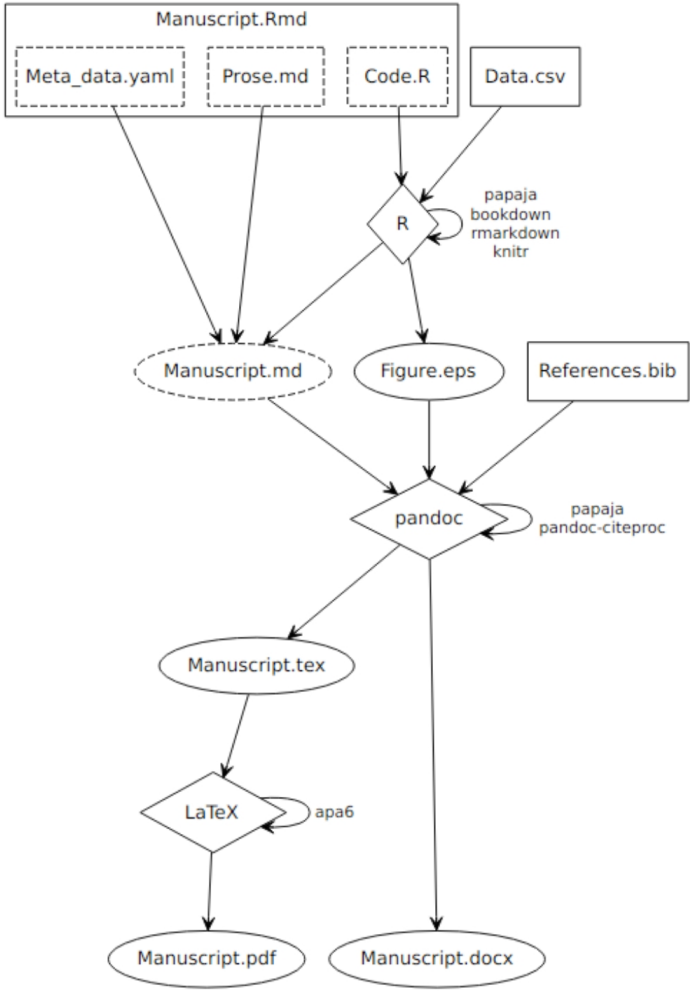 Manuscript.Rmd
Meta_data.yaml
Prose.md
Code.R
Data.csv
R
papaja
bookdown
rmarkdown
knitr
Manuscript.md
Figure.eps
References.bib
pandoc
papaja
pandoc-citeproc
Manuscript.tex
LaTeX
apa6
Manuscript.pdf
Manuscript.docx